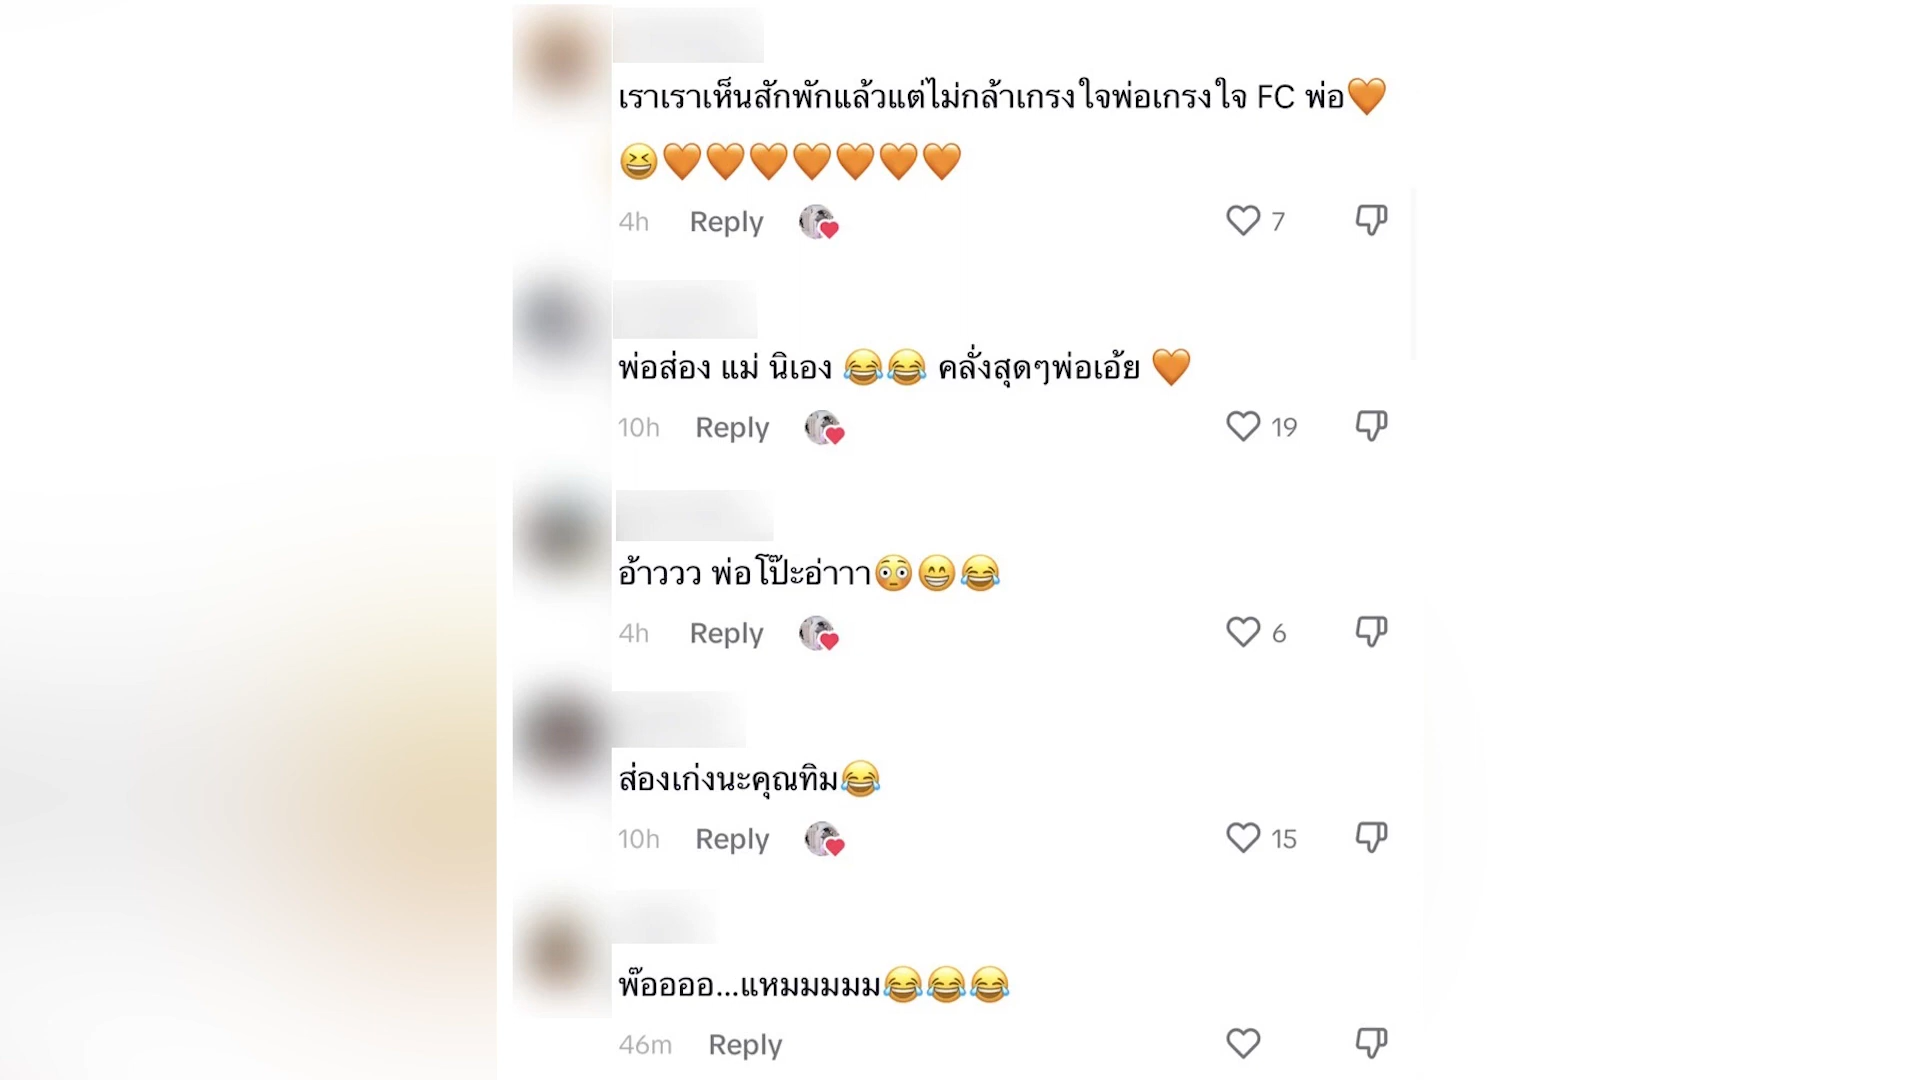 เราเราเห็นสักพักแล้วแต่ไม่กล้าเกรงใจพ่อเกรงใจ FC พ่อ🧡
😆🧡🧡🧡🧡🧡🧡🧡
4h Reply 7
พ่อส่อง แม่ นิเอง 😂😂 คลั่งสุดๆพ่อเอ้ย 🧡
10h Reply 19
อ้าววว พ่อโป๊ะอ่าาา😳😁😂
4h Reply 6
ส่องเก่งนะคุณทิม😂
10h Reply 15
พ๊ออออ...แหมมมมม😂😂😂
46m Reply